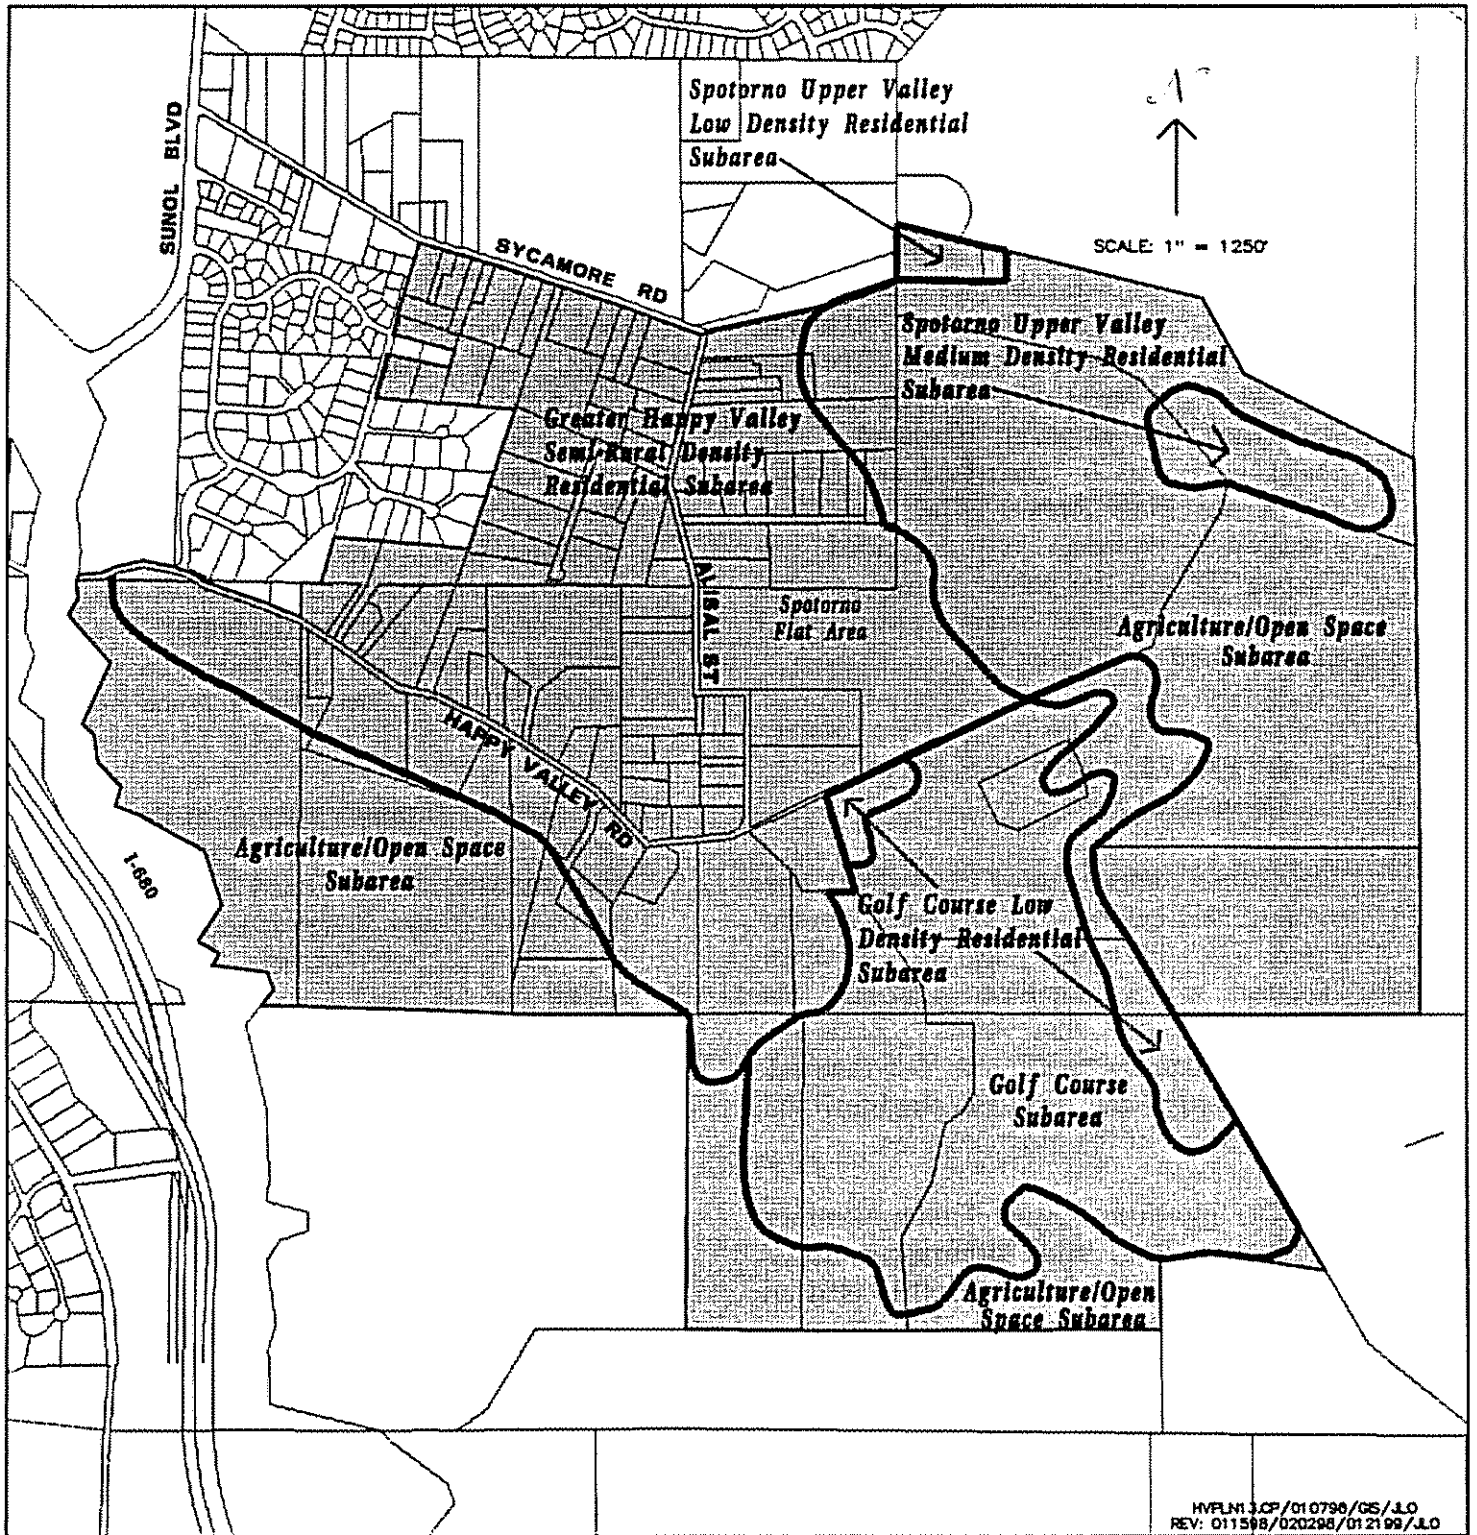 Spotorno Upper Valley
Low Density Residential
Subarea
N
SCALE: 1" = 1250'
SUNOL BLVD
SYCAMORE RD
Spotorno Upper Valley
Medium Density Residential
Subarea
Greater Happy Valley
Semi-Rural Density
Residential Subarea
ALISAL ST
Spotorno
Flat Area
Agriculture/Open Space
Subarea
HAPPY VALLEY RD
Agriculture/Open Space
Subarea
I-680
Golf Course Low
Density Residential
Subarea
Golf Course
Subarea
Agriculture/Open
Space Subarea
HVPLN13.CP/010798/GIS/JLO
REV: 011598/020298/012199/JLO